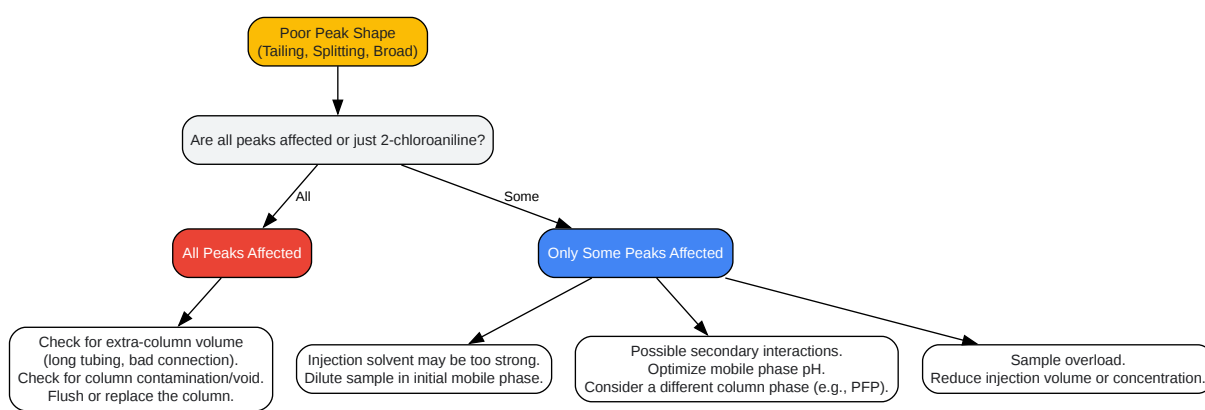 Poor Peak Shape
(Tailing, Splitting, Broad)
Are all peaks affected or just 2-chloroaniline?
All
Some
All Peaks Affected
Only Some Peaks Affected
Check for extra-column volume
(long tubing, bad connection).
Check for column contamination/void.
Flush or replace the column.
Injection solvent may be too strong.
Dilute sample in initial mobile phase.
Possible secondary interactions.
Optimize mobile phase pH.
Consider a different column phase (e.g., PFP).
Sample overload.
Reduce injection volume or concentration.